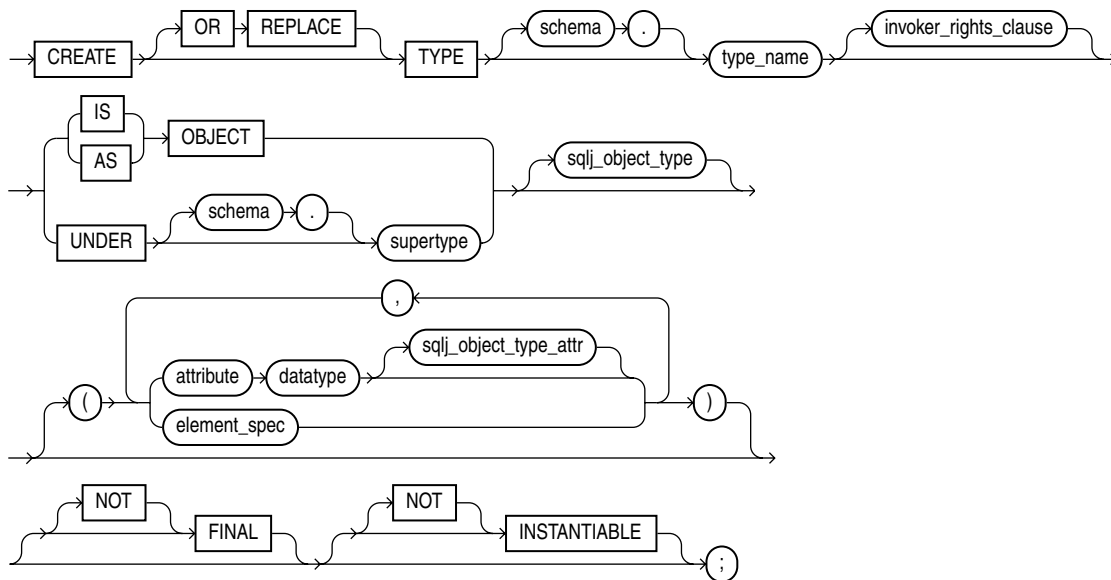 OR REPLACE schema . invoker_rights_clause
CREATE TYPE type_name
IS
OBJECT
AS sqlj_object_type
schema .
UNDER supertype
,
sqlj_object_type_attr
( attribute datatype )
element_spec
NOT NOT
FINAL INSTANTIABLE
;